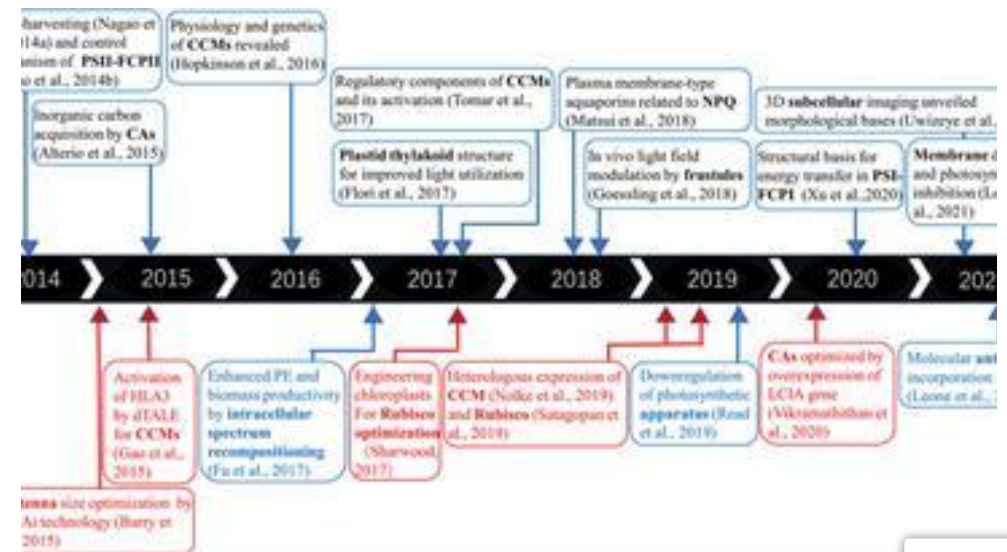 harvesting (Nagao et
14a) and control
anism of PSII-FCPII
o et al., 2014b)
Inorganic carbon
acquisition by CAs
(Alterio et al., 2015)
Physiology and genetics
of CCMs revealed
(Hopkinson et al., 2016)
Regulatory components of CCMs
and its activation (Tomar et al.,
2017)
Plastid thylakoid structure
for improved light utilization
(Flori et al., 2017)
Plasma membrane-type
aquaporins related to NPQ
(Matsui et al., 2018)
In vivo light field
modulation by frustules
(Goessling et al., 2018)
3D subcellular imaging unveiled
morphological bases (Uwizeye et al.,
Structural basis for
energy transfer in PSI-
FCPI (Xu et al.,2020)
Membrane
and photosyn
inhibition (Le
al., 2021)
014 2015 2016 2017 2018 2019 2020 202
Activation
of HLA3
by dTALE
for CCMs
(Gao et al.,
2015)
tenna size optimization by
Ai technology (Barry et
2015)
Enhanced PE and
biomass productivity
by intracellular
spectrum
recompositioning
(Fu et al., 2017)
Engineering
chloroplasts
For Rubisco
optimization
(Sharwood,
2017)
Heterologous expression of
CCM (Nolke et al., 2019)
and Rubisco (Satagopan et
al., 2019)
Downregulation
of photosynthetic
apparatus (Read
et al., 2019)
CAs optimized by
overexpression of
LCIA gene
(Vikramathithan et
al., 2020)
Molecular ant
incorporation
(Leone et al.,